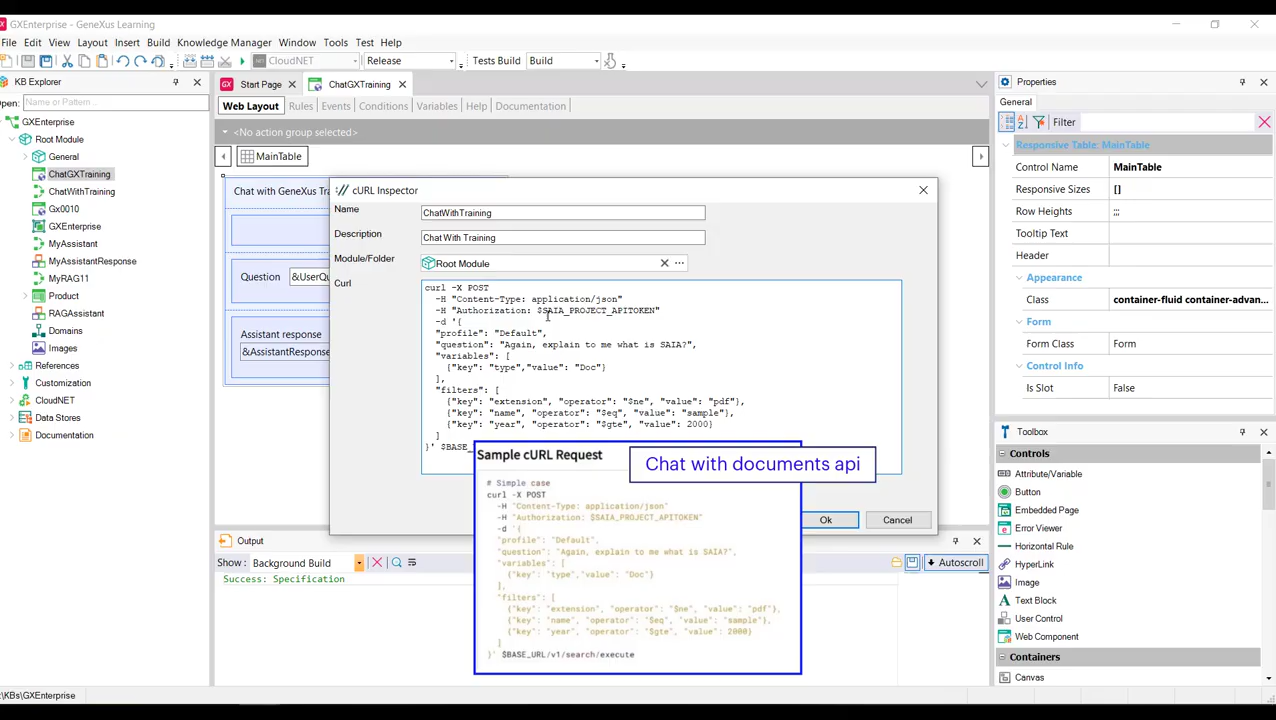 GXEnterprise - GeneXus Learning
File Edit View Layout Insert Build Knowledge Manager Window Tools Test Help
CloudNET Release Tests Build Build
KB Explorer
Open: Name or Pattern
GXEnterprise
Root Module
General
ChatGXTraining
ChatWithTraining
Gx0010
GXEnterprise
MyAssistant
MyAssistantResponse
MyRAG11
Product
RAGAssistant
Domains
Images
References
Customization
CloudNET
Data Stores
Documentation
Start Page
ChatGXTraining
Web Layout Rules Events Conditions Variables Help Documentation
<No action group selected>
MainTable
Chat with GeneXus Tra
Question &UserQu
Assistant response
&AssistantResponse
cURL Inspector
Name ChatWithTraining
Description Chat With Training
Module/Folder Root Module
Curl
curl -X POST
-H "Content-Type: application/json"
-H "Authorization: $SAIA_PROJECT_APITOKEN"
-d '{
"profile": "Default",
"question": "Again, explain to me what is SAIA?",
"variables": [
{"key": "type","value": "Doc"}
],
"filters": [
{"key": "extension", "operator": "$ne", "value": "pdf"},
{"key": "name", "operator": "$eq", "value": "sample"},
{"key": "year", "operator": "$gte", "value": 2000}
]
}' $BASE_
Ok Cancel
Sample cURL Request
Chat with documents api
# Simple case
curl -X POST
-H "Content-Type: application/json"
-H "Authorization: $SAIA_PROJECT_APITOKEN"
-d '{
"profile": "Default",
"question": "Again, explain to me what is SAIA?",
"variables": [
{"key": "type","value": "Doc"}
],
"filters": [
{"key": "extension", "operator": "$ne", "value": "pdf"},
{"key": "name", "operator": "$eq", "value": "sample"},
{"key": "year", "operator": "$gte", "value": 2000}
]
}' $BASE_URL/v1/search/execute
Output
Show: Background Build Autoscroll
Success: Specification
Properties
General
Filter
Responsive Table: MainTable
Control Name MainTable
Responsive Sizes []
Row Heights ;;;
Tooltip Text
Header
Appearance
Class container-fluid container-advan...
Form
Form Class Form
Control Info
Is Slot False
Toolbox
Controls
Attribute/Variable
Button
Embedded Page
Error Viewer
Horizontal Rule
HyperLink
Image
Text Block
User Control
Web Component
Containers
Canvas
:\KBs\GXEnterprise